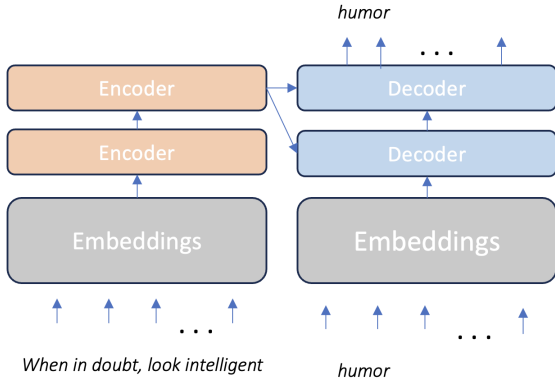 humor
. . .
Encoder
Decoder
Encoder
Decoder
Embeddings
Embeddings
. . .
. . .
When in doubt, look intelligent
humor